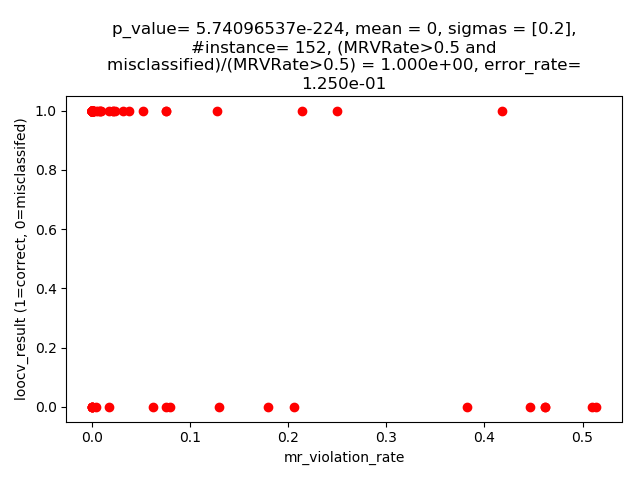 p_value= 5.74096537e-224, mean = 0, sigmas = [0.2],
#instance= 152, (MRVRate>0.5 and
misclassified)/(MRVRate>0.5) = 1.000e+00, error_rate=
1.250e-01
1.0
0.8
0.6
0.4
0.2
0.0
loocv_result (1=correct, 0=misclassifed)
0.0 0.1 0.2 0.3 0.4 0.5
mr_violation_rate